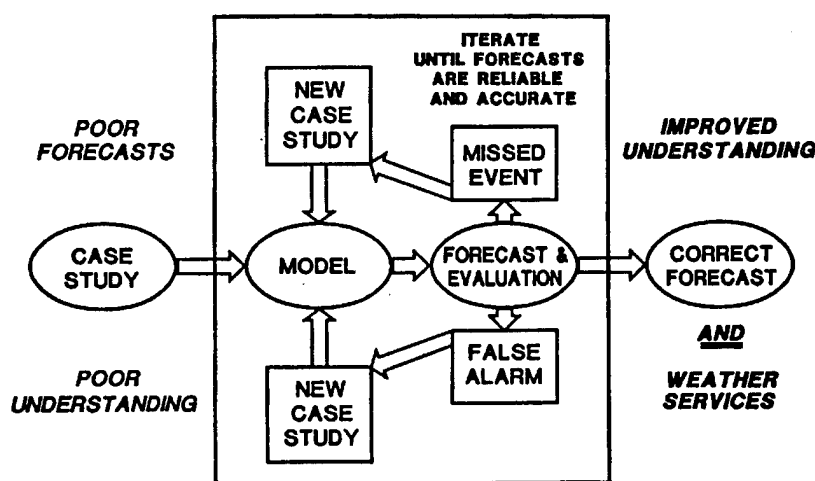 ITERATE
UNTIL FORECASTS
ARE RELIABLE
AND ACCURATE
POOR
FORECASTS
NEW
CASE
STUDY
MISSED
EVENT
IMPROVED
UNDERSTANDING
CASE
STUDY
MODEL
FORECAST &
EVALUATION
CORRECT
FORECAST
POOR
UNDERSTANDING
NEW
CASE
STUDY
FALSE
ALARM
AND
WEATHER
SERVICES